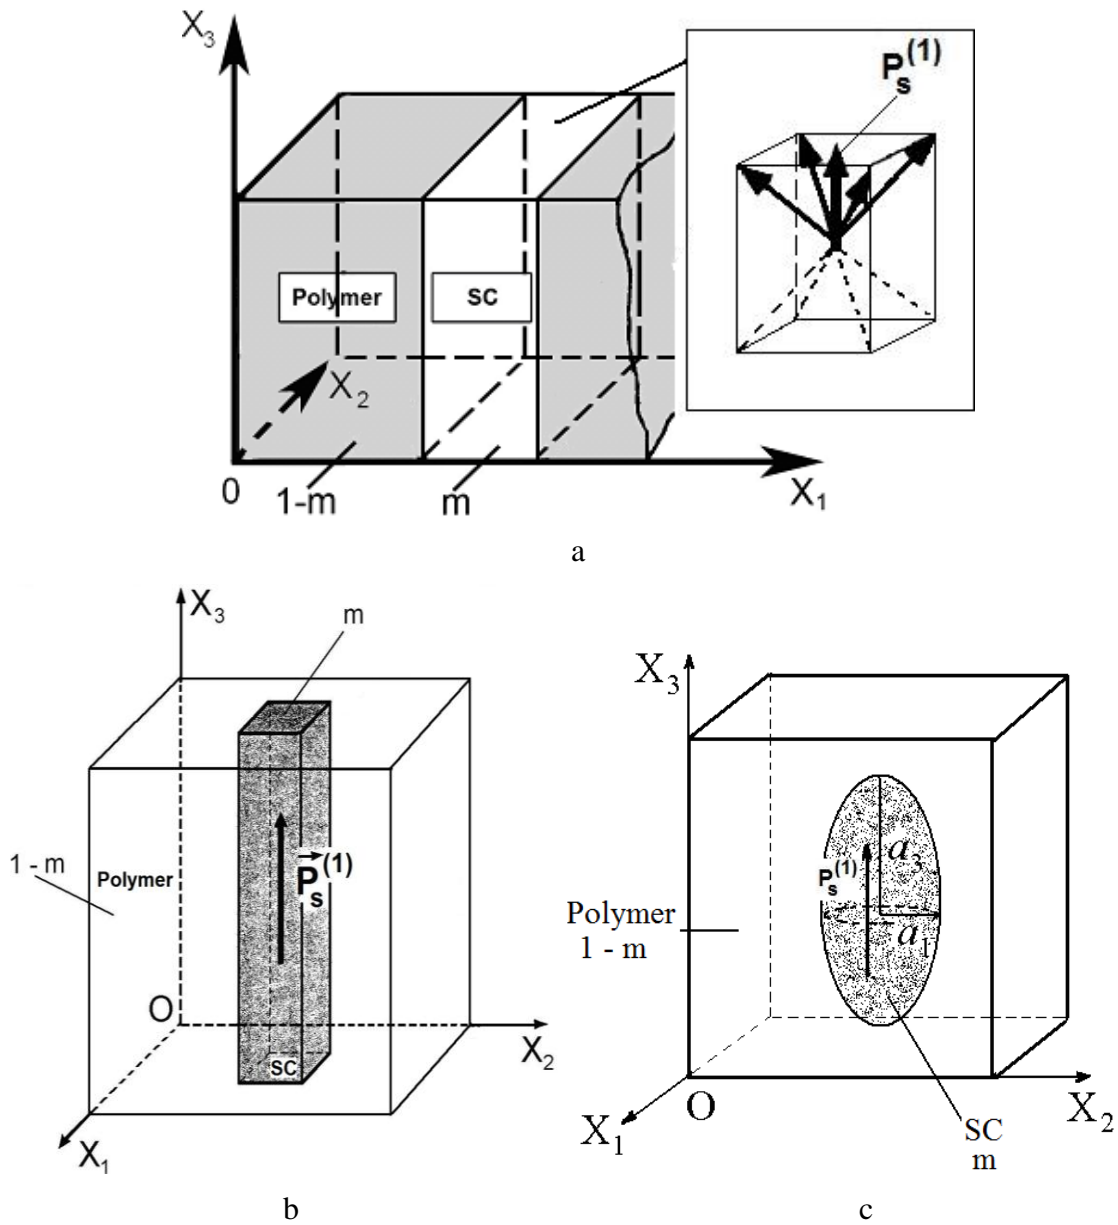 X₃
Pₛ⁽¹⁾
Polymer
SC
X₂
0
1-m
m
X₁
a
X₃
m
1 - m
Polymer
Pₛ⁽¹⁾
O
SC
X₂
X₁
b
X₃
a₃
Pₛ⁽¹⁾
Polymer
1 - m
a₁
O
X₁
X₂
SC
m
c